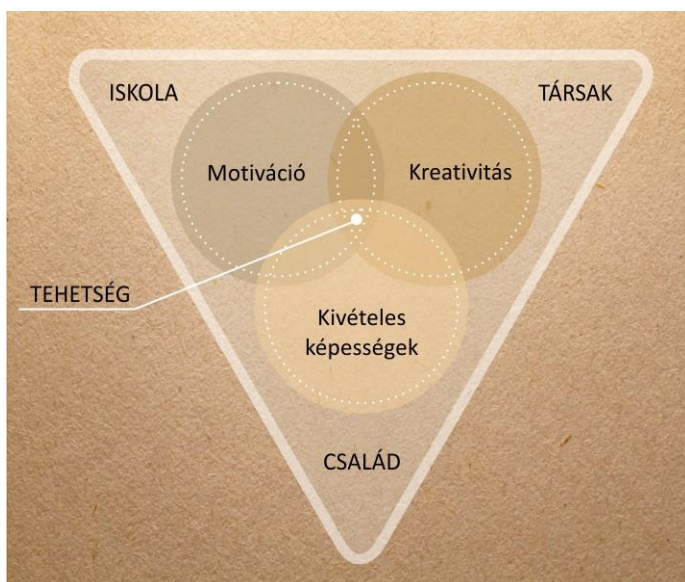 ISKOLA
TÁRSAK
Motiváció
Kreativitás
TEHETSÉG
Kivételes
képességek
CSALÁD